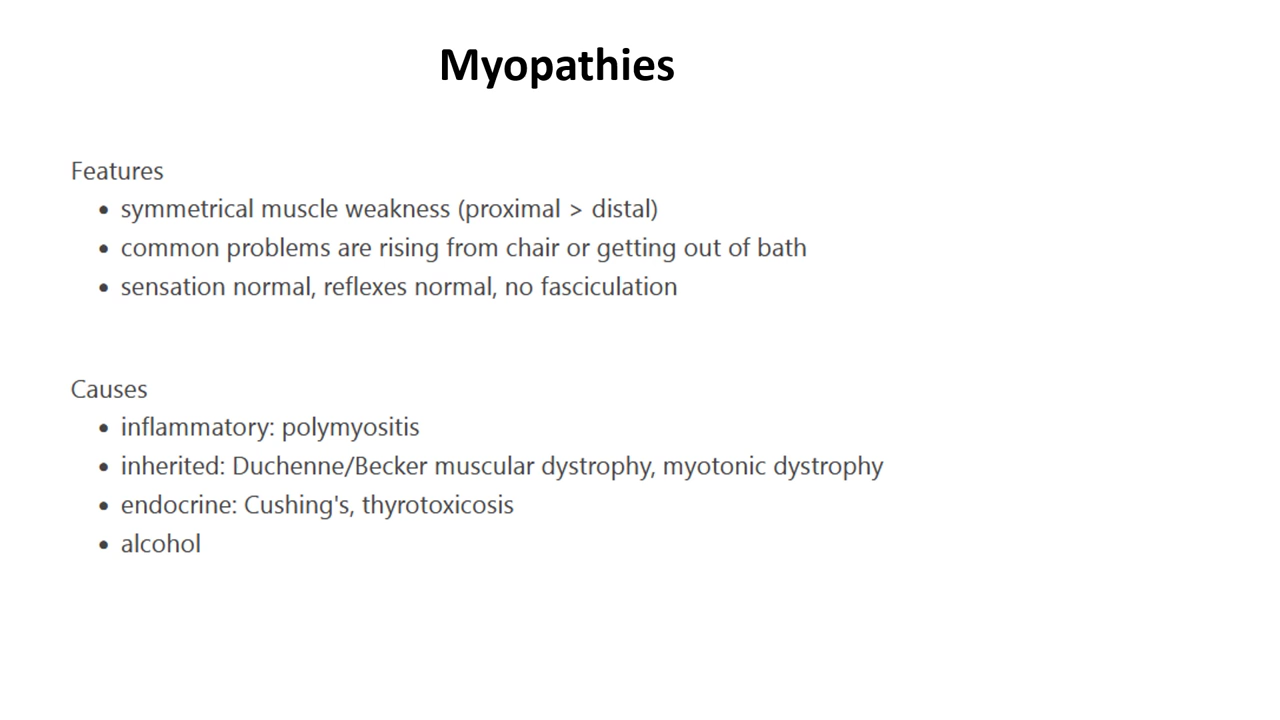 Myopathies
Features
• symmetrical muscle weakness (proximal > distal)
• common problems are rising from chair or getting out of bath
• sensation normal, reflexes normal, no fasciculation
Causes
• inflammatory: polymyositis
• inherited: Duchenne/Becker muscular dystrophy, myotonic dystrophy
• endocrine: Cushing's, thyrotoxicosis
• alcohol